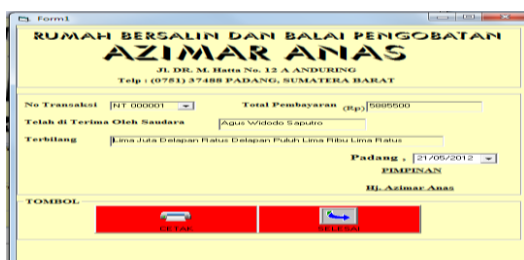 Form1
RUMAH BERSALIN DAN BALAI PENGOBATAN
AZIMAR ANAS
Jl. DR. M. Hatta No. 12 A ANDURING
Telp : (0751) 37488 PADANG, SUMATERA BARAT
No Transaksi NT 000001 Total Pembayaran (Rp) 5885500
Telah di Terima Oleh Saudara Agus Widodo Saputro
Terbilang Lima Juta Delapan Ratus Delapan Puluh Lima Ribu Lima Ratus
Padang , 21/05/2012
PIMPINAN
Hj. Azimar Anas
TOMBOL
CETAK SELESAI